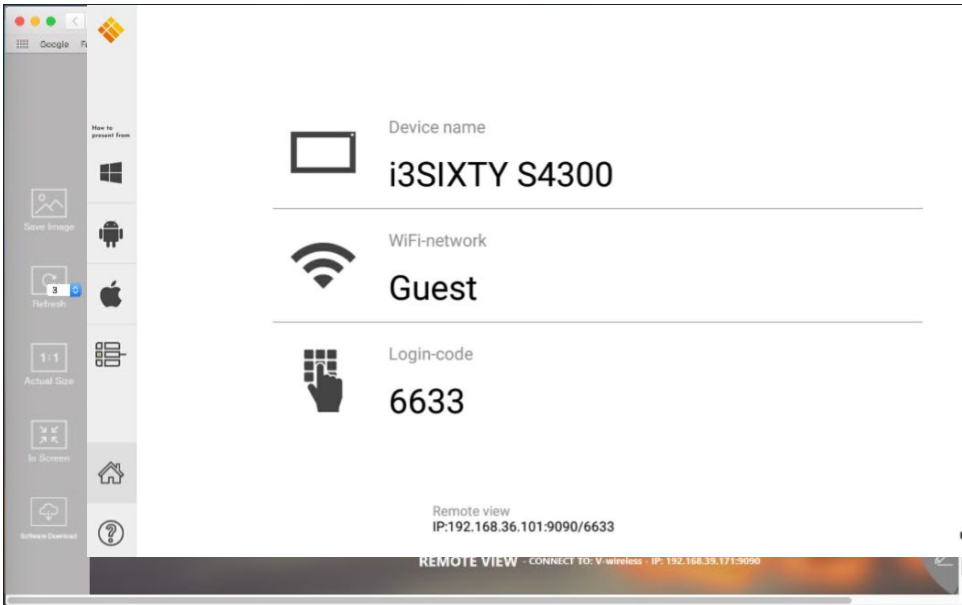 Google
How to
present from
Save Image
3
Refresh
1:1
Actual Size
In Screen
Software Download
Device name
i3SIXTY S4300
WiFi-network
Guest
Login-code
6633
Remote view
IP:192.168.36.101:9090/6633
REMOTE VIEW - CONNECT TO: V-wireless - IP: 192.168.39.171:9090